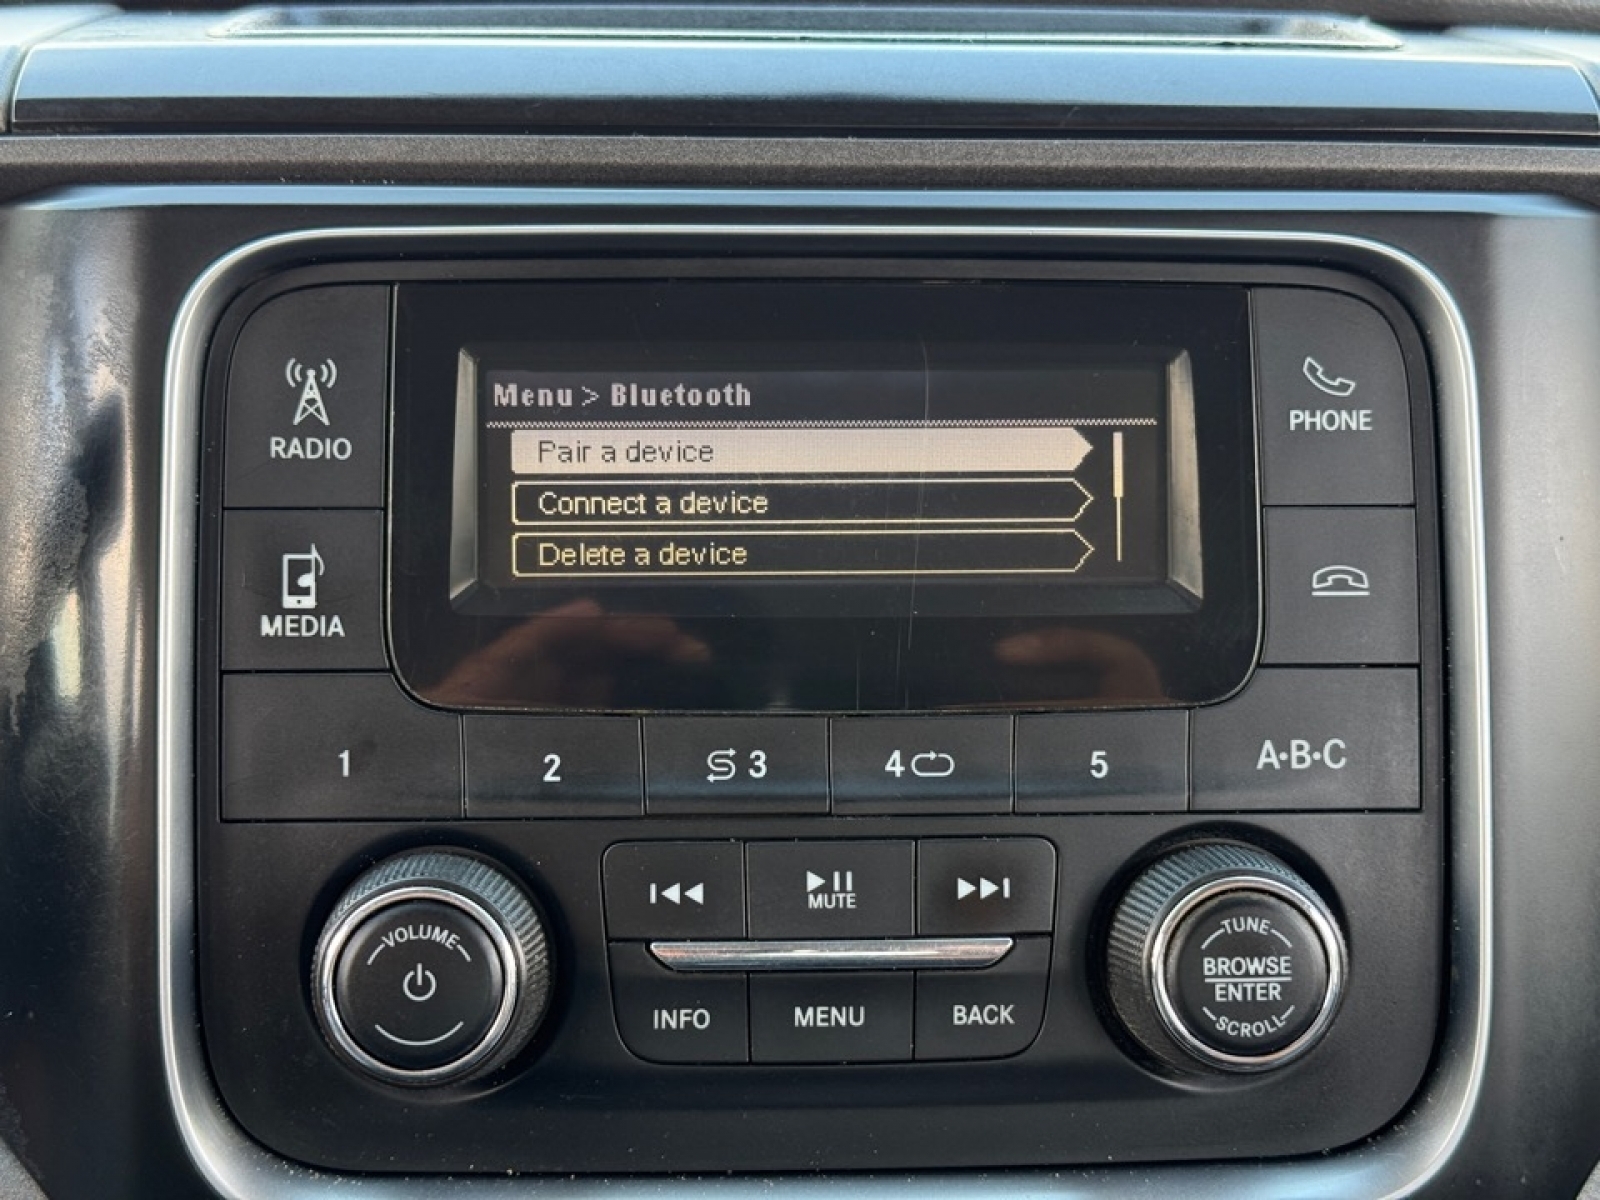 Menu > Bluetooth
Pair a device
Connect a device
Delete a device
RADIO
PHONE
MEDIA
1
2
3
4
5
A·B·C
VOLUME
MUTE
INFO
MENU
BACK
TUNE
BROWSE
ENTER
SCROLL